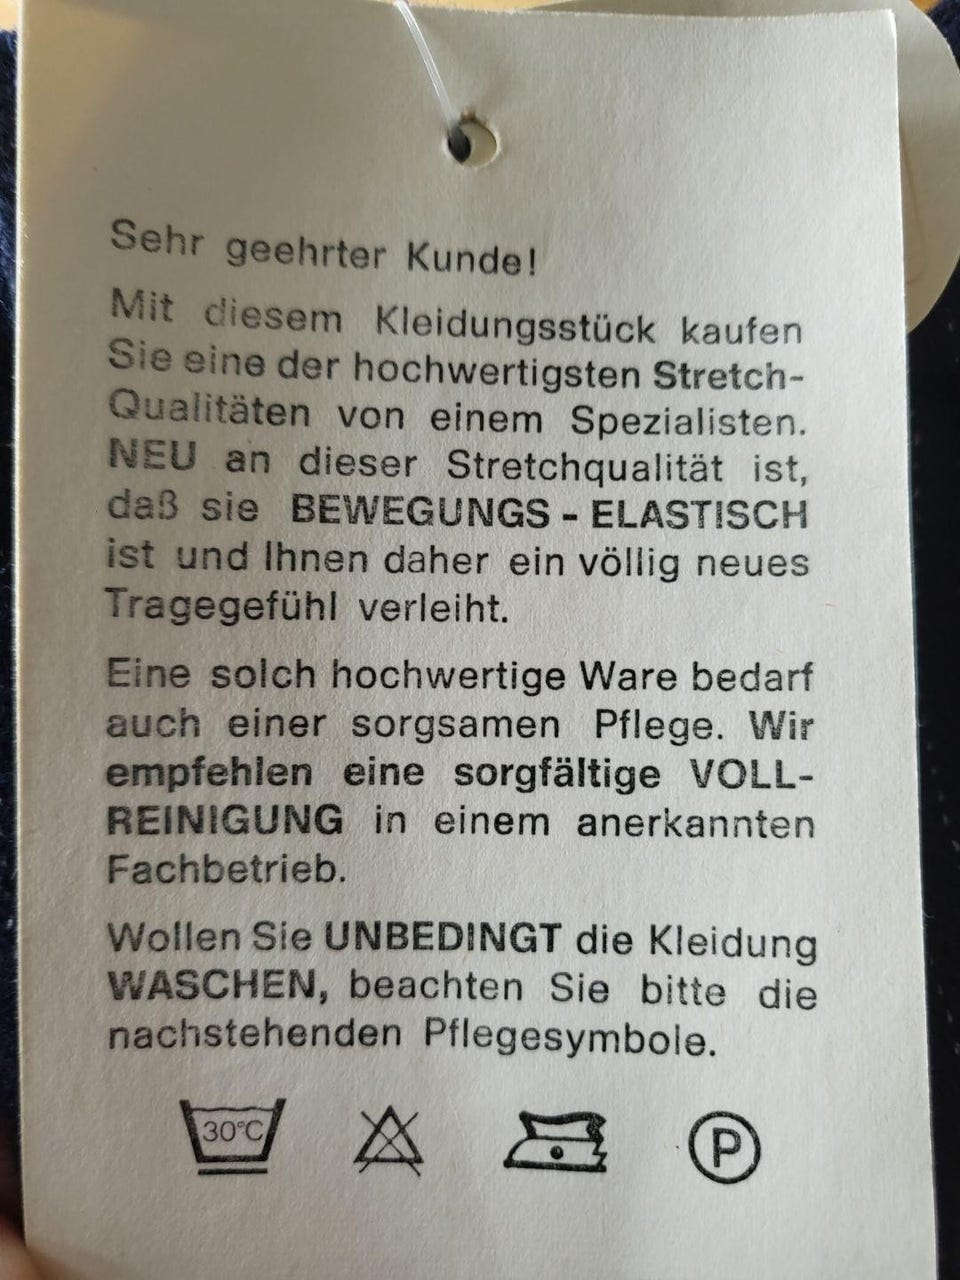 Sehr geehrter Kunde!
Mit diesem Kleidungsstück kaufen
Sie eine der hochwertigsten Stretch-
Qualitäten von einem Spezialisten.
NEU an dieser Stretchqualität ist,
daß sie BEWEGUNGS - ELASTISCH
ist und Ihnen daher ein völlig neues
Tragegefühl verleiht.
Eine solch hochwertige Ware bedarf
auch einer sorgsamen Pflege. Wir
empfehlen eine sorgfältige VOLL-
REINIGUNG in einem anerkannten
Fachbetrieb.
Wollen Sie UNBEDINGT die Kleidung
WASCHEN, beachten Sie bitte die
nachstehenden Pflegesymbole.
30°C P